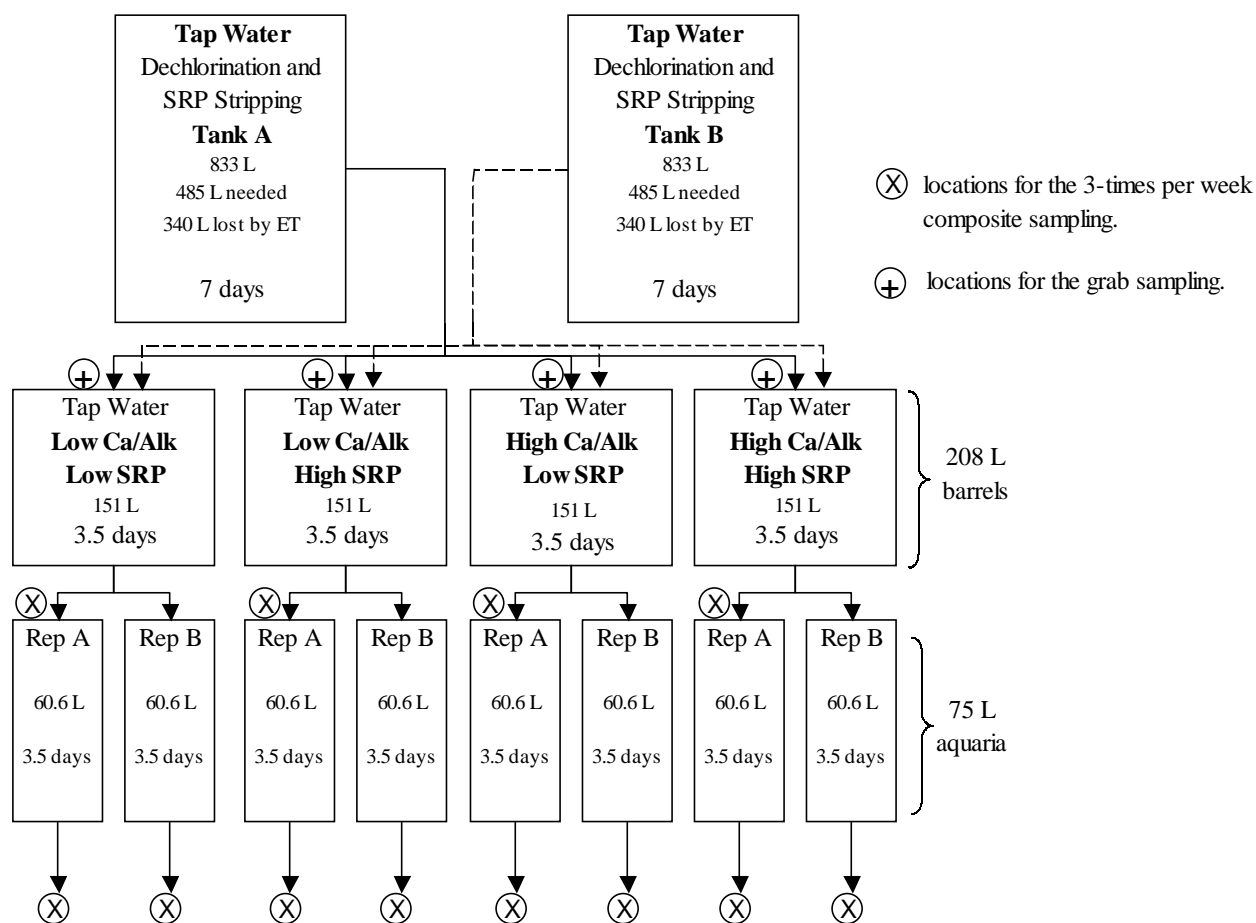 Tap Water
Dechlorination and
SRP Stripping
Tank A
833 L
485 L needed
340 L lost by ET
7 days
Tap Water
Dechlorination and
SRP Stripping
Tank B
833 L
485 L needed
340 L lost by ET
7 days
X locations for the 3-times per week
composite sampling.
+ locations for the grab sampling.
+
+
+
+
Tap Water
Low Ca/Alk
Low SRP
151 L
3.5 days
Tap Water
Low Ca/Alk
High SRP
151 L
3.5 days
Tap Water
High Ca/Alk
Low SRP
151 L
3.5 days
Tap Water
High Ca/Alk
High SRP
151 L
3.5 days
208 L
barrels
X
X
X
X
Rep A
60.6 L
3.5 days
Rep B
60.6 L
3.5 days
Rep A
60.6 L
3.5 days
Rep B
60.6 L
3.5 days
Rep A
60.6 L
3.5 days
Rep B
60.6 L
3.5 days
Rep A
60.6 L
3.5 days
Rep B
60.6 L
3.5 days
75 L
aquaria
X
X
X
X
X
X
X
X